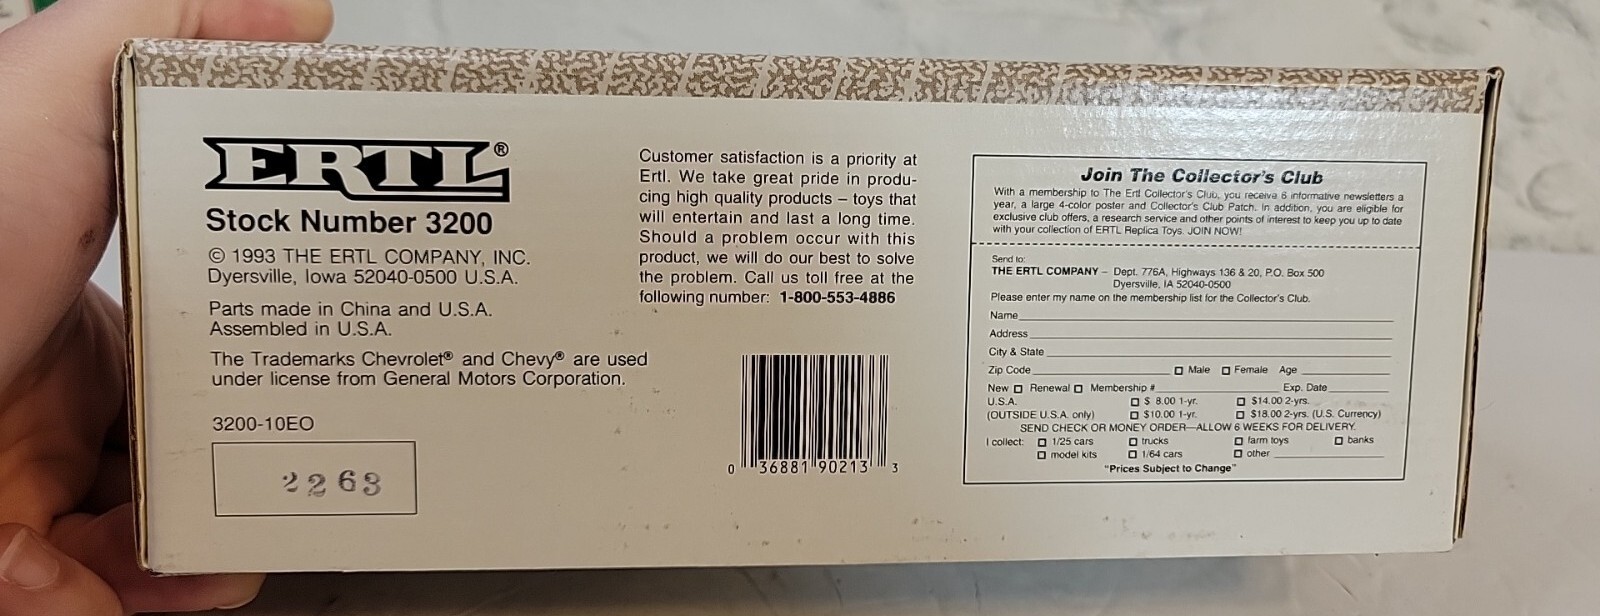 ERTL®
Stock Number 3200
© 1993 THE ERTL COMPANY, INC.
Dyersville, Iowa 52040-0500 U.S.A.
Parts made in China and U.S.A.
Assembled in U.S.A.
The Trademarks Chevrolet® and Chevy® are used
under license from General Motors Corporation.
3200-10EO
2263
Customer satisfaction is a priority at
Ertl. We take great pride in produ-
cing high quality products – toys that
will entertain and last a long time.
Should a problem occur with this
product, we will do our best to solve
the problem. Call us toll free at the
following number: 1-800-553-4886
0 36881 90213 3
Join The Collector's Club
With a membership to The Ertl Collector's Club, you receive 6 informative newsletters a
year, a large 4-color poster and Collector's Club Patch. In addition, you are eligible for
exclusive club offers, a research service and other points of interest to keep you up to date
with your collection of ERTL Replica Toys. JOIN NOW!
Send to:
THE ERTL COMPANY – Dept. 776A, Highways 136 & 20, P.O. Box 500
Dyersville, IA 52040-0500
Please enter my name on the membership list for the Collector's Club.
Name
Address
City & State
Zip Code Male Female Age
New Renewal Membership # Exp. Date
U.S.A. $ 8.00 1-yr. $14.00 2-yrs.
(OUTSIDE U.S.A. only) $10.00 1-yr. $18.00 2-yrs. (U.S. Currency)
SEND CHECK OR MONEY ORDER—ALLOW 6 WEEKS FOR DELIVERY.
I collect: 1/25 cars trucks farm toys banks
model kits 1/64 cars other
"Prices Subject to Change"